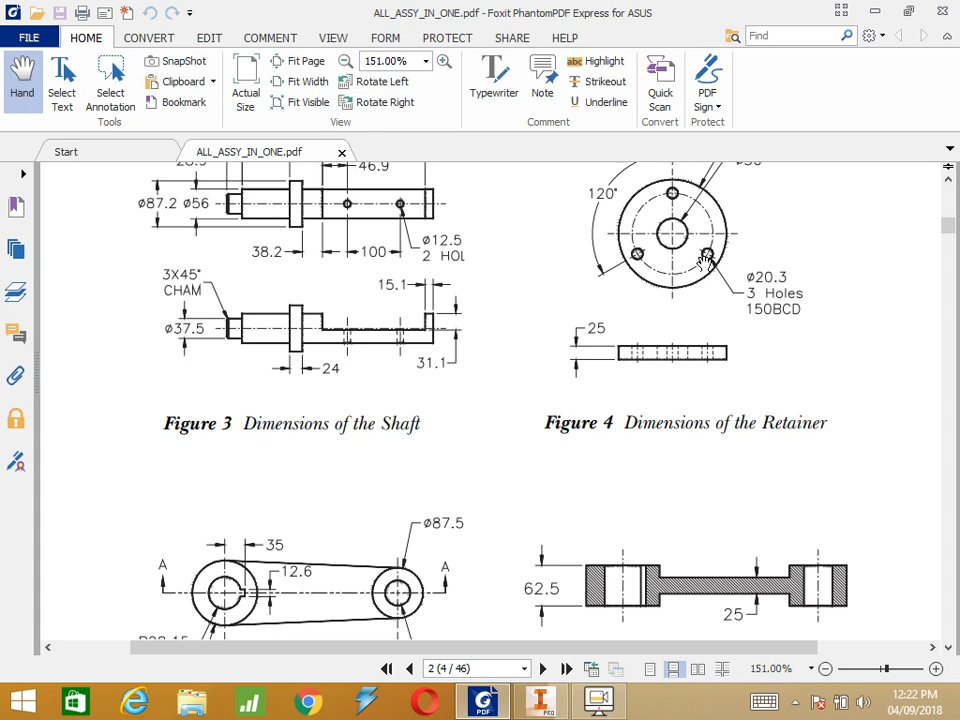 ALL_ASSY_IN_ONE.pdf - Foxit PhantomPDF Express for ASUS
FILE HOME CONVERT EDIT COMMENT VIEW FORM PROTECT SHARE HELP Find
Hand
Select Text
Select Annotation
SnapShot
Clipboard
Bookmark
Tools
Actual Size
Fit Page
Fit Width
Fit Visible
151.00%
Rotate Left
Rotate Right
View
Typewriter
Note
Highlight
Strikeout
Underline
Comment
Quick Scan
Convert
PDF Sign
Protect
Start ALL_ASSY_IN_ONE.pdf
46.9
ø87.2 ø56
38.2 100
ø12.5
2 HOL
3X45°
CHAM
15.1
ø37.5
24 31.1
Figure 3 Dimensions of the Shaft
120°
ø20.3
3 Holes
150BCD
25
Figure 4 Dimensions of the Retainer
ø87.5
35
A A
12.6
62.5
25
2 (4 / 46) 151.00%
PDF PRO
12:22 PM
04/09/2018